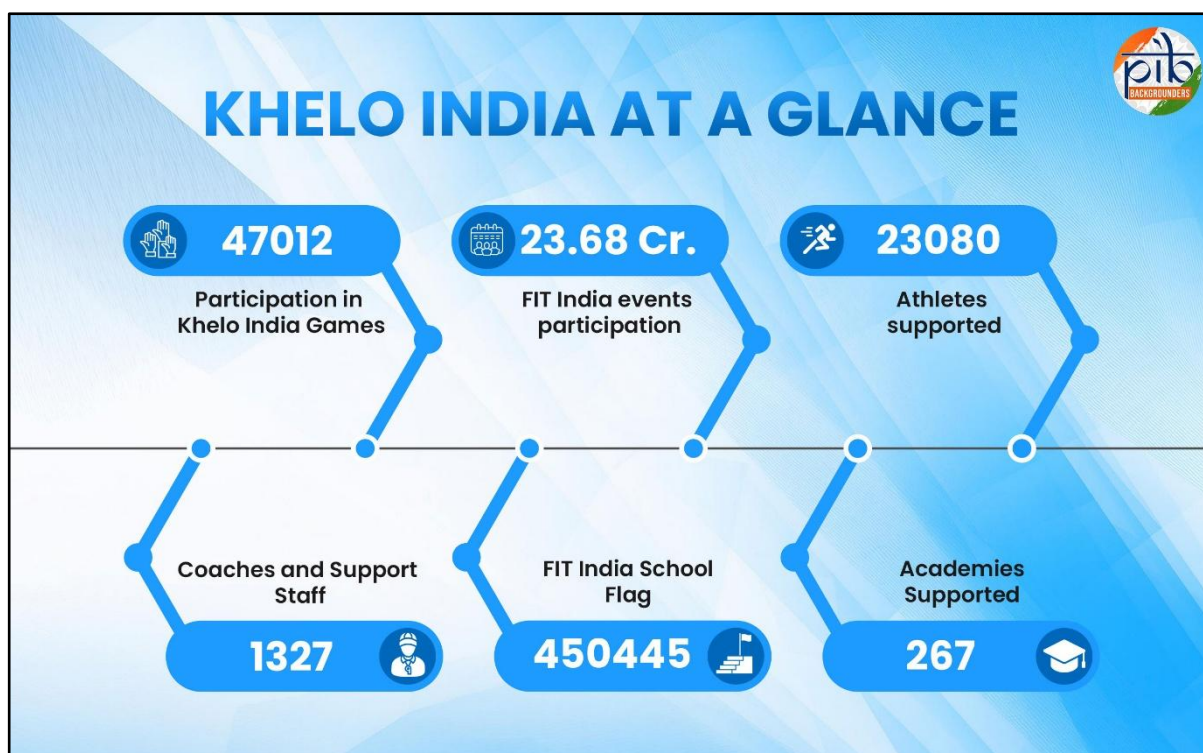 pib
BACKGROUNDERS
KHELO INDIA AT A GLANCE
47012
Participation in
Khelo India Games
23.68 Cr.
FIT India events
participation
23080
Athletes
supported
Coaches and Support
Staff
1327
FIT India School
Flag
450445
Academies
Supported
267